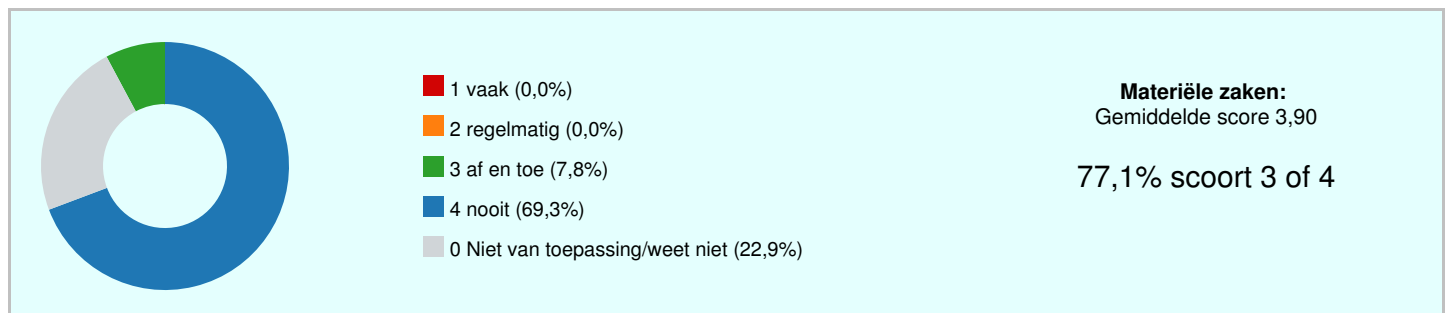 1 vaak (0,0%)
2 regelmatig (0,0%)
3 af en toe (7,8%)
4 nooit (69,3%)
0 Niet van toepassing/weet niet (22,9%)
Materiële zaken:
Gemiddelde score 3,90
77,1% scoort 3 of 4